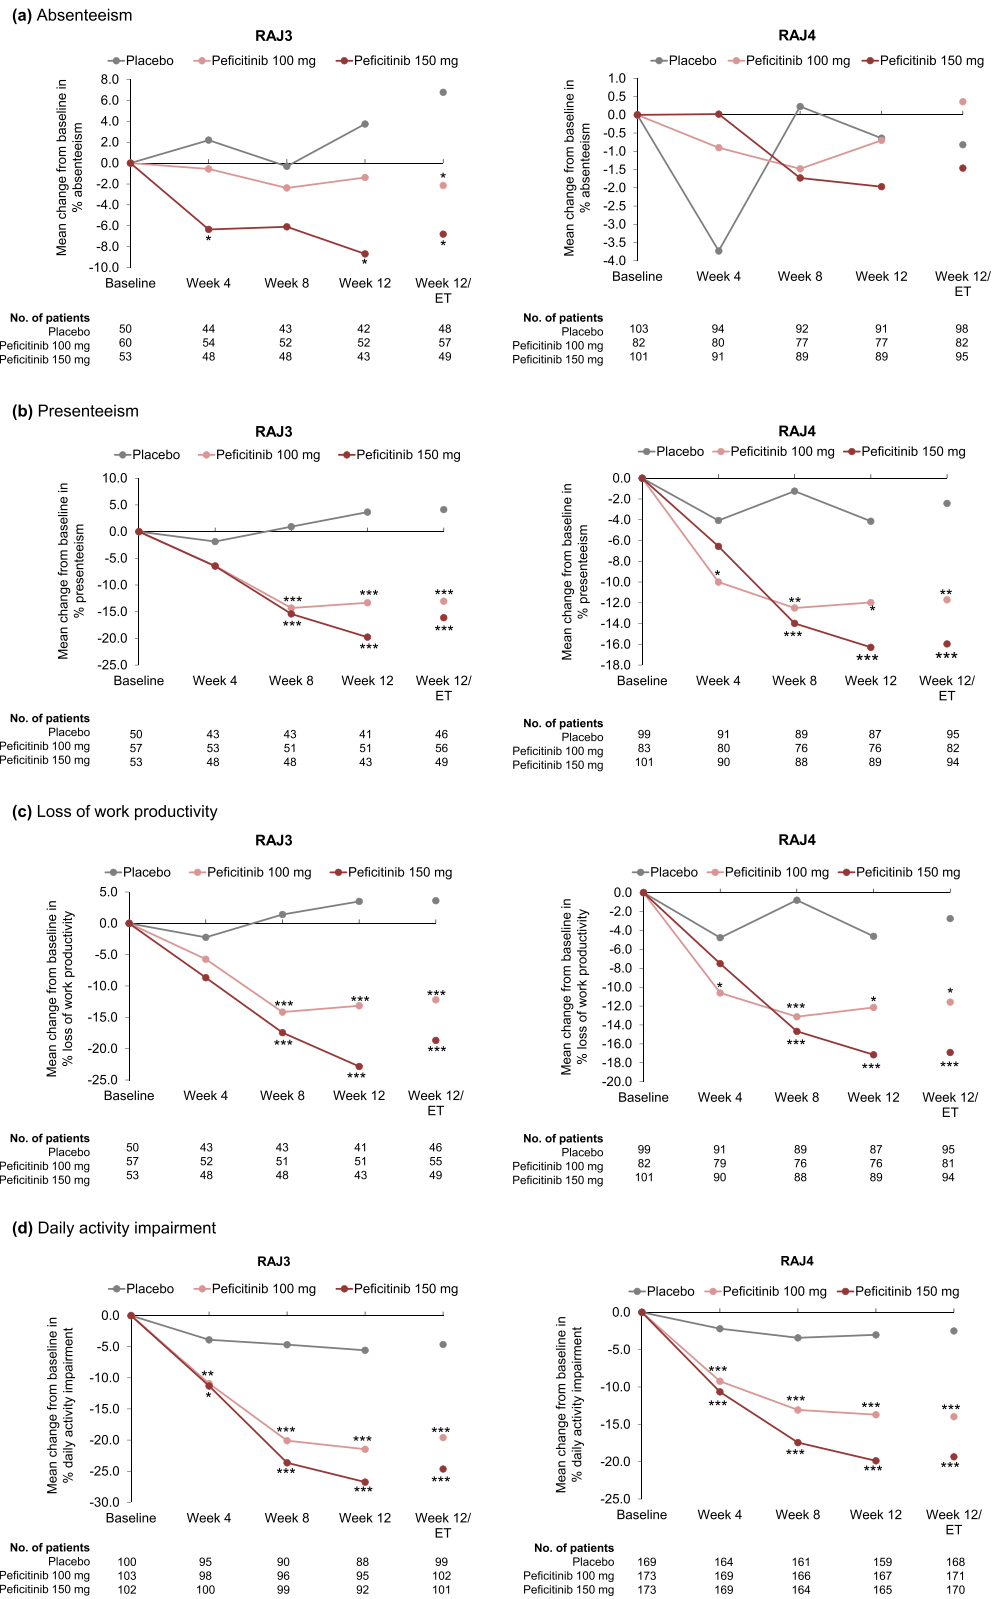 (a) Absenteeism
RAJ3
Placebo Peficitinib 100 mg Peficitinib 150 mg
Mean change from baseline in
% absenteeism
8.0
6.0
4.0
2.0
0.0
-2.0
-4.0
-6.0
-8.0
-10.0
* * * *
Baseline Week 4 Week 8 Week 12 Week 12/
ET
No. of patients
Placebo 50 44 43 42 48
Peficitinib 100 mg 60 54 52 52 57
Peficitinib 150 mg 53 48 48 43 49
RAJ4
Placebo Peficitinib 100 mg Peficitinib 150 mg
Mean change from baseline in
% absenteeism
1.0
0.5
0.0
-0.5
-1.0
-1.5
-2.0
-2.5
-3.0
-3.5
-4.0
Baseline Week 4 Week 8 Week 12 Week 12/
ET
No. of patients
Placebo 103 94 92 91 98
Peficitinib 100 mg 82 80 77 77 82
Peficitinib 150 mg 101 91 89 89 95
(b) Presenteeism
RAJ3
Placebo Peficitinib 100 mg Peficitinib 150 mg
Mean change from baseline in
% presenteeism
10.0
5.0
0.0
-5.0
-10.0
-15.0
-20.0
-25.0
*** *** ***
*** *** ***
Baseline Week 4 Week 8 Week 12 Week 12/
ET
No. of patients
Placebo 50 43 43 41 46
Peficitinib 100 mg 57 53 51 51 56
Peficitinib 150 mg 53 48 48 43 49
RAJ4
Placebo Peficitinib 100 mg Peficitinib 150 mg
Mean change from baseline in
% presenteeism
0.0
-2.0
-4.0
-6.0
-8.0
-10.0
-12.0
-14.0
-16.0
-18.0
* ** * **
*** *** ***
Baseline Week 4 Week 8 Week 12 Week 12/
ET
No. of patients
Placebo 99 91 89 87 95
Peficitinib 100 mg 83 80 76 76 82
Peficitinib 150 mg 101 90 88 89 94
(c) Loss of work productivity
RAJ3
Placebo Peficitinib 100 mg Peficitinib 150 mg
Mean change from baseline in
% loss of work productivity
5.0
0.0
-5.0
-10.0
-15.0
-20.0
-25.0
*** *** ***
*** *** ***
Baseline Week 4 Week 8 Week 12 Week 12/
ET
No. of patients
Placebo 50 43 43 41 46
Peficitinib 100 mg 57 52 51 51 55
Peficitinib 150 mg 53 48 48 43 49
RAJ4
Placebo Peficitinib 100 mg Peficitinib 150 mg
Mean change from baseline in
% loss of work productivity
0.0
-2.0
-4.0
-6.0
-8.0
-10.0
-12.0
-14.0
-16.0
-18.0
-20.0
* *** * *
*** *** ***
Baseline Week 4 Week 8 Week 12 Week 12/
ET
No. of patients
Placebo 99 91 89 87 95
Peficitinib 100 mg 82 79 76 76 81
Peficitinib 150 mg 101 90 88 89 94
(d) Daily activity impairment
RAJ3
Placebo Peficitinib 100 mg Peficitinib 150 mg
Mean change from baseline in
% daily activity impairment
0.0
-5.0
-10.0
-15.0
-20.0
-25.0
-30.0
** *** *** ***
* *** *** ***
Baseline Week 4 Week 8 Week 12 Week 12/
ET
No. of patients
Placebo 100 95 90 88 99
Peficitinib 100 mg 103 98 96 95 102
Peficitinib 150 mg 102 100 99 92 101
RAJ4
Placebo Peficitinib 100 mg Peficitinib 150 mg
Mean change from baseline in
% daily activity impairment
0.0
-5.0
-10.0
-15.0
-20.0
-25.0
*** *** *** ***
*** *** *** ***
Baseline Week 4 Week 8 Week 12 Week 12/
ET
No. of patients
Placebo 169 164 161 159 168
Peficitinib 100 mg 173 169 166 167 171
Peficitinib 150 mg 173 169 164 165 170